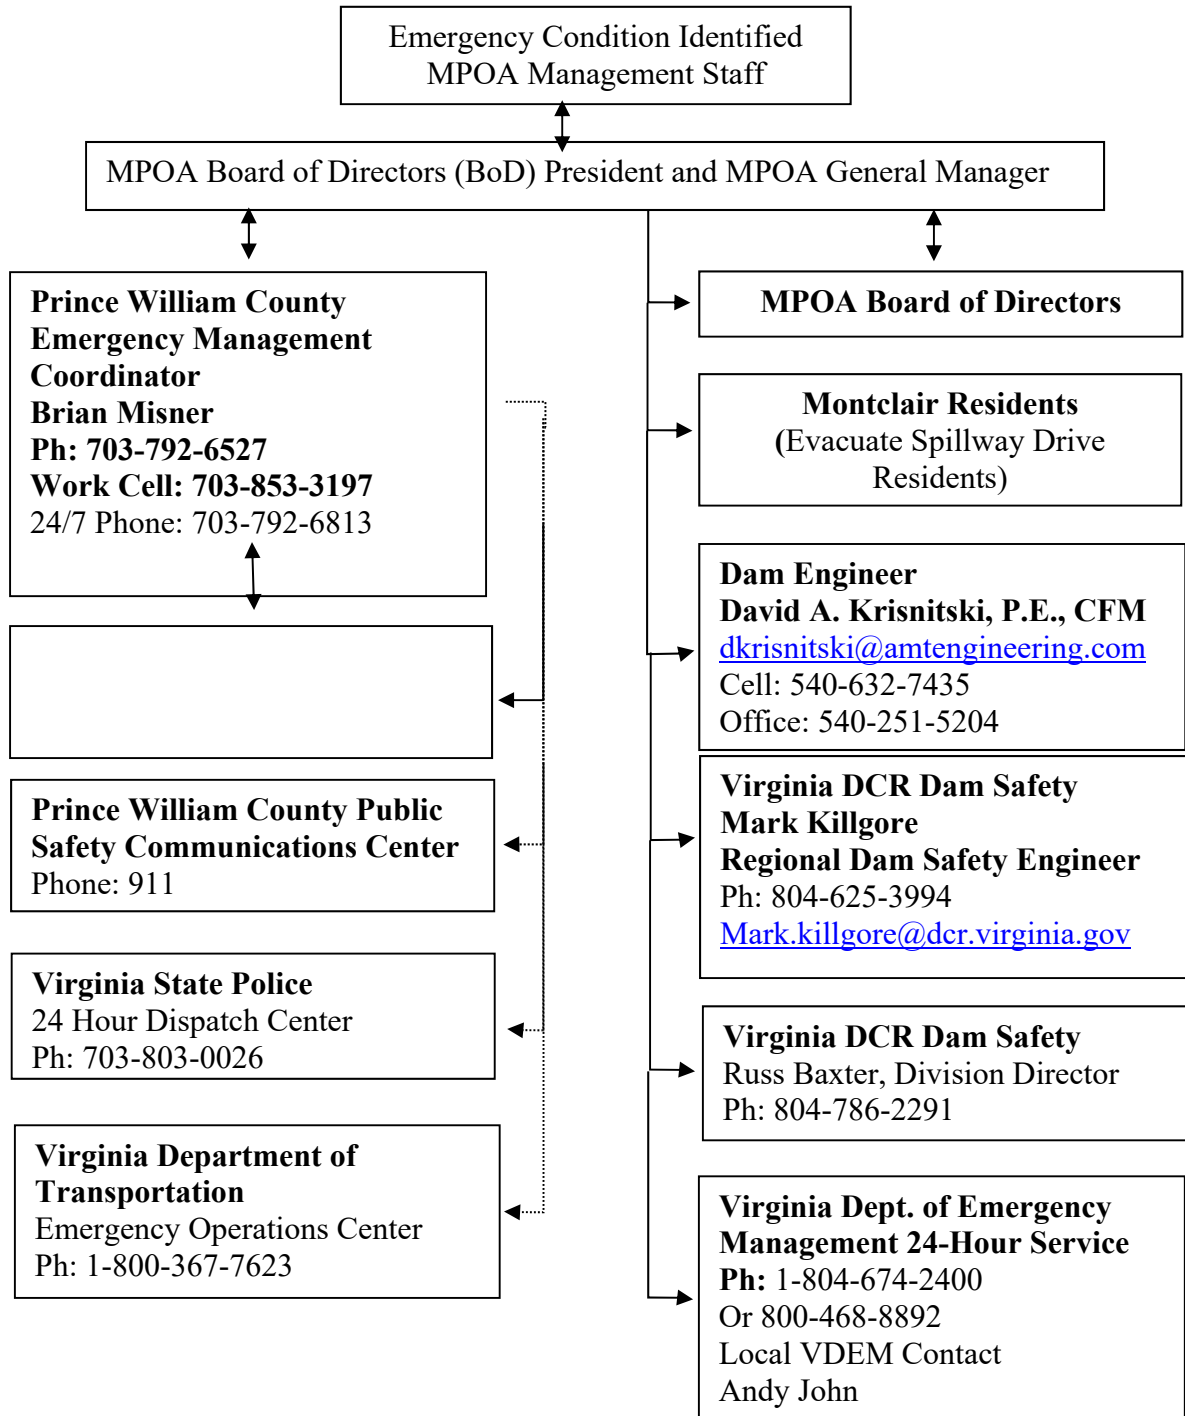 Emergency Condition Identified
MPOA Management Staff
MPOA Board of Directors (BoD) President and MPOA General Manager
Prince William County
Emergency Management
Coordinator
Brian Misner
Ph: 703-792-6527
Work Cell: 703-853-3197
24/7 Phone: 703-792-6813
Prince William County Public
Safety Communications Center
Phone: 911
Virginia State Police
24 Hour Dispatch Center
Ph: 703-803-0026
Virginia Department of
Transportation
Emergency Operations Center
Ph: 1-800-367-7623
MPOA Board of Directors
Montclair Residents
(Evacuate Spillway Drive
Residents)
Dam Engineer
David A. Krisnitski, P.E., CFM
dkrisnitski@amtengineering.com
Cell: 540-632-7435
Office: 540-251-5204
Virginia DCR Dam Safety
Mark Killgore
Regional Dam Safety Engineer
Ph: 804-625-3994
Mark.killgore@dcr.virginia.gov
Virginia DCR Dam Safety
Russ Baxter, Division Director
Ph: 804-786-2291
Virginia Dept. of Emergency
Management 24-Hour Service
Ph: 1-804-674-2400
Or 800-468-8892
Local VDEM Contact
Andy John